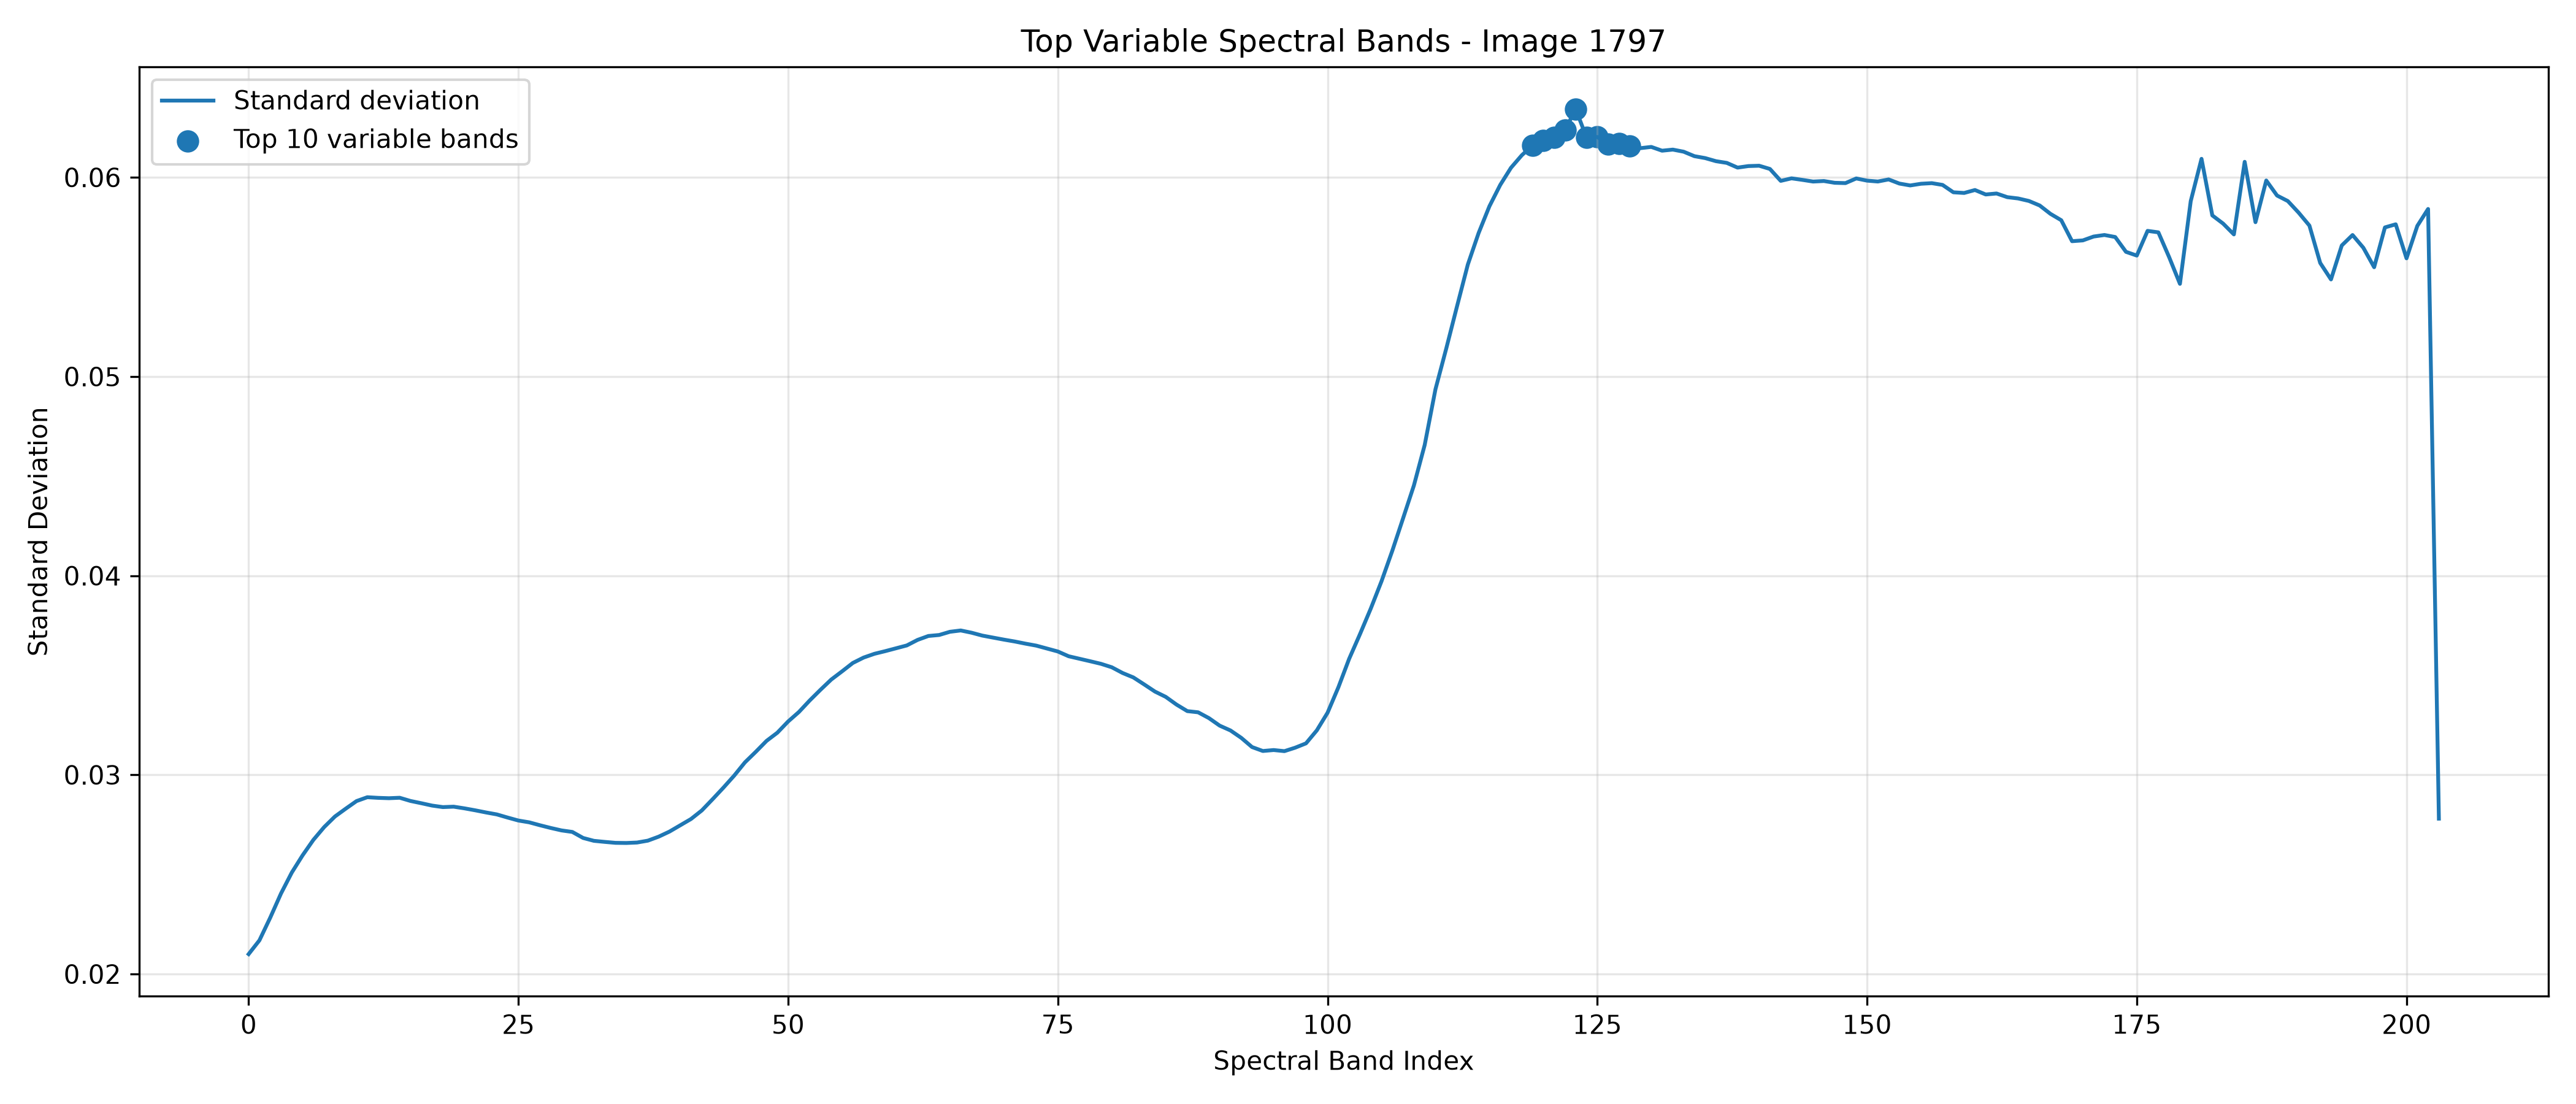 Top Variable Spectral Bands - Image 1797
Standard deviation
Top 10 variable bands
Standard Deviation
0.06
0.05
0.04
0.03
0.02
0 25 50 75 100 125 150 175 200
Spectral Band Index